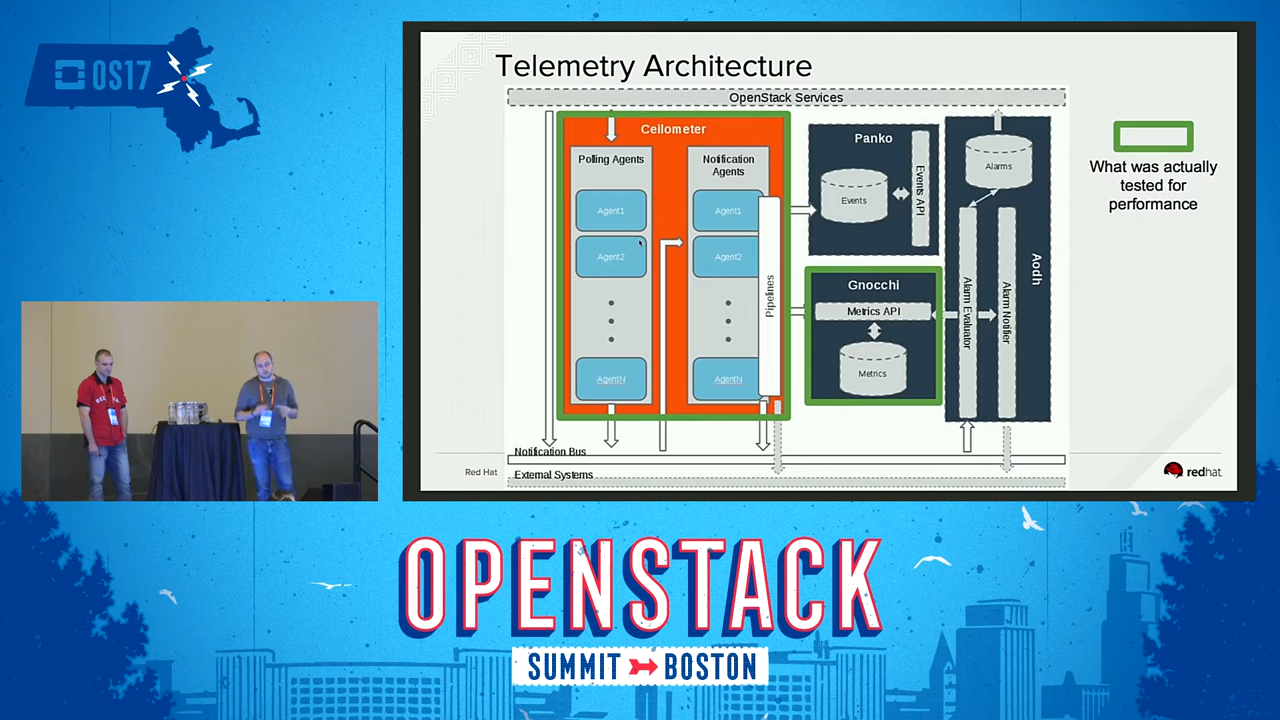 OS17
Telemetry Architecture
OpenStack Services
Ceilometer
Polling Agents
Agent1
Agent2
AgentN
Notification
Agents
Agent1
Agent2
AgentN
Pipelines
Panko
Events
Events API
Gnocchi
Metrics API
Metrics
Alarms
Alarm Evaluator
Alarm Notifier
Aodh
What was actually
tested for
performance
Notification Bus
External Systems
Red Hat
redhat
OPENSTACK
SUMMIT BOSTON